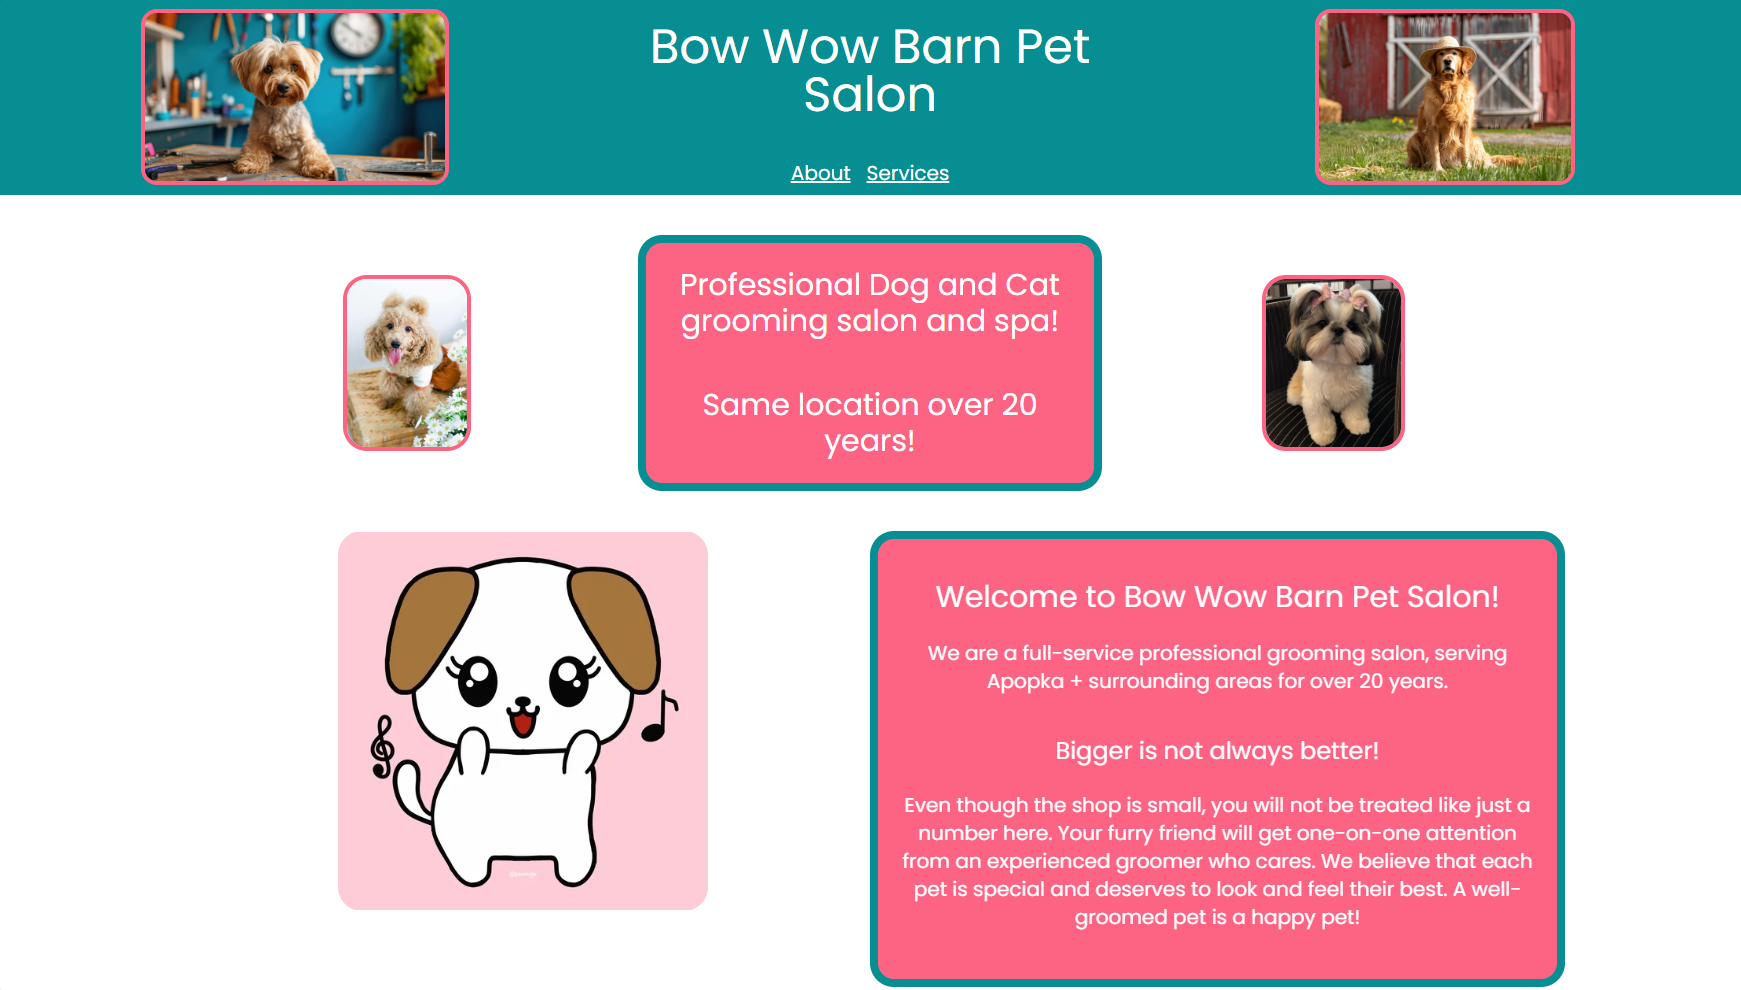 Bow Wow Barn Pet
Salon
About Services
Professional Dog and Cat
grooming salon and spa!
Same location over 20
years!
Welcome to Bow Wow Barn Pet Salon!
We are a full-service professional grooming salon, serving
Apopka + surrounding areas for over 20 years.
Bigger is not always better!
Even though the shop is small, you will not be treated like just a
number here. Your furry friend will get one-on-one attention
from an experienced groomer who cares. We believe that each
pet is special and deserves to look and feel their best. A well-
groomed pet is a happy pet!